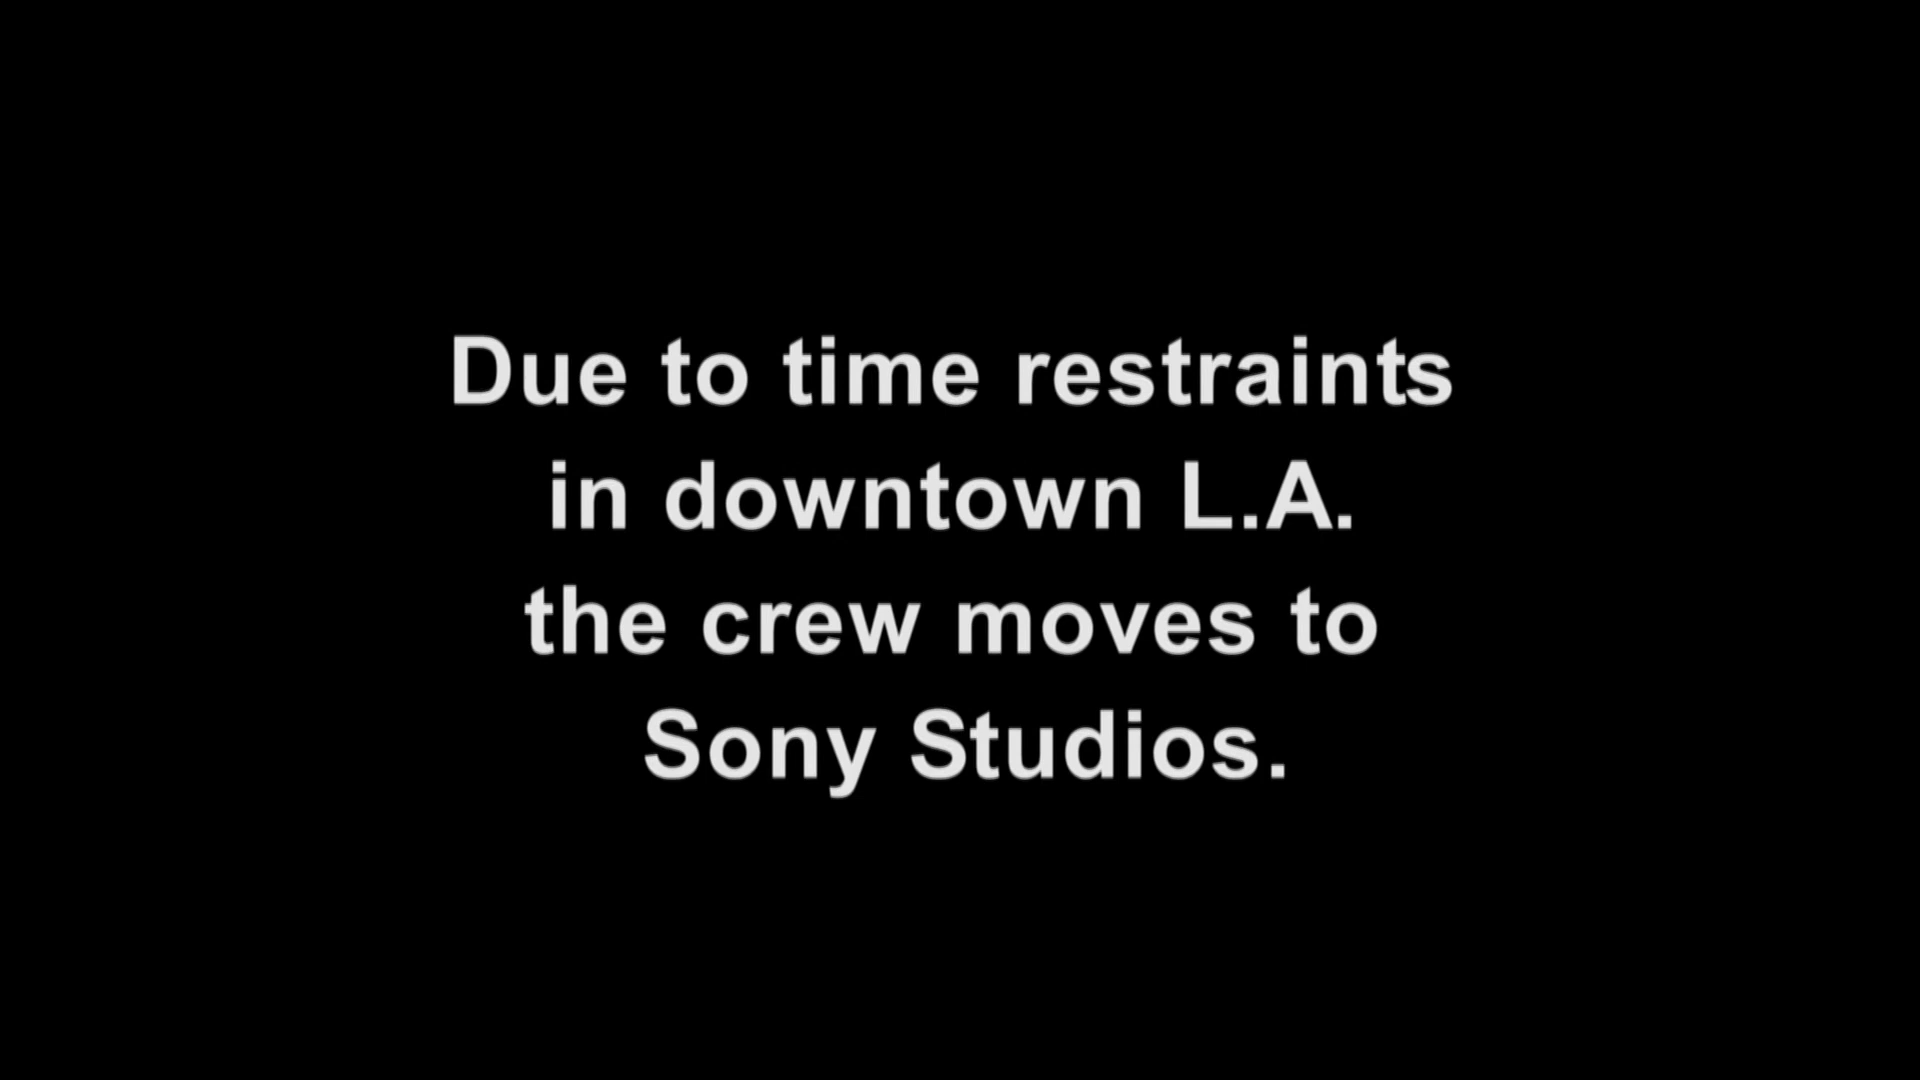 Due to time restraints
in downtown L.A.
the crew moves to
Sony Studios.